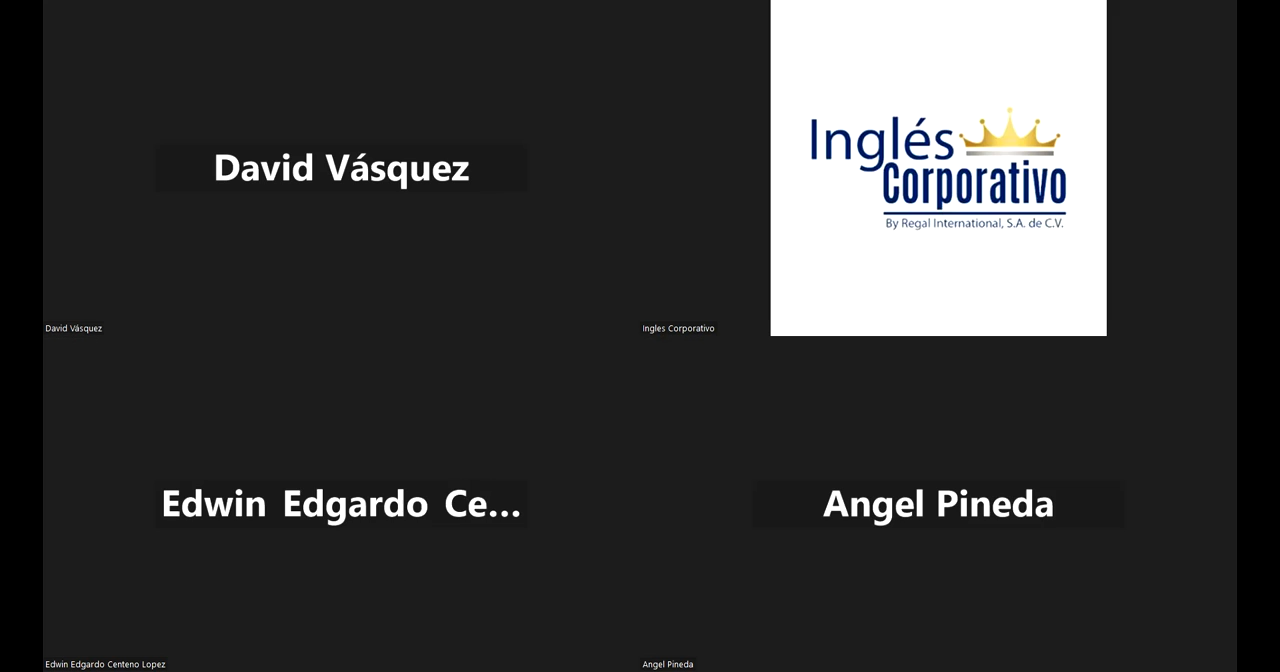 David Vásquez
Inglés
Corporativo
By Regal International, S.A. de C.V.
David Vásquez
Ingles Corporativo
Edwin Edgardo Ce...
Angel Pineda
Edwin Edgardo Centeno Lopez
Angel Pineda